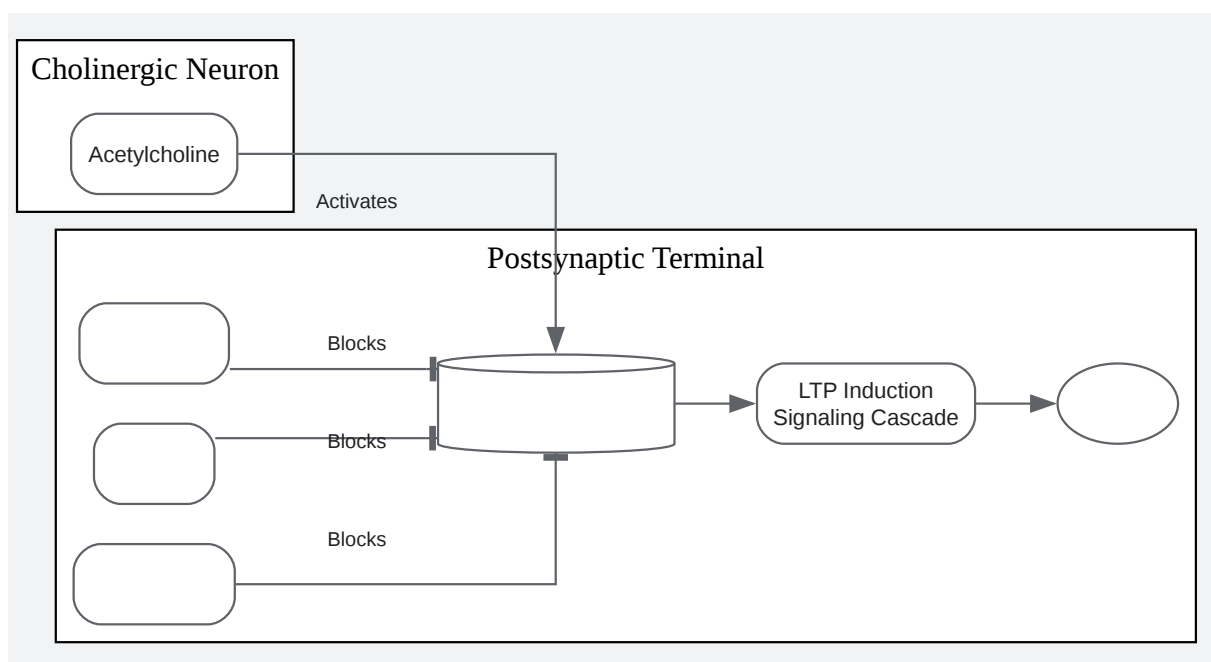 Cholinergic Neuron
Acetylcholine
Activates
Postsynaptic Terminal
Blocks
LTP Induction
Signaling Cascade
Blocks
Blocks